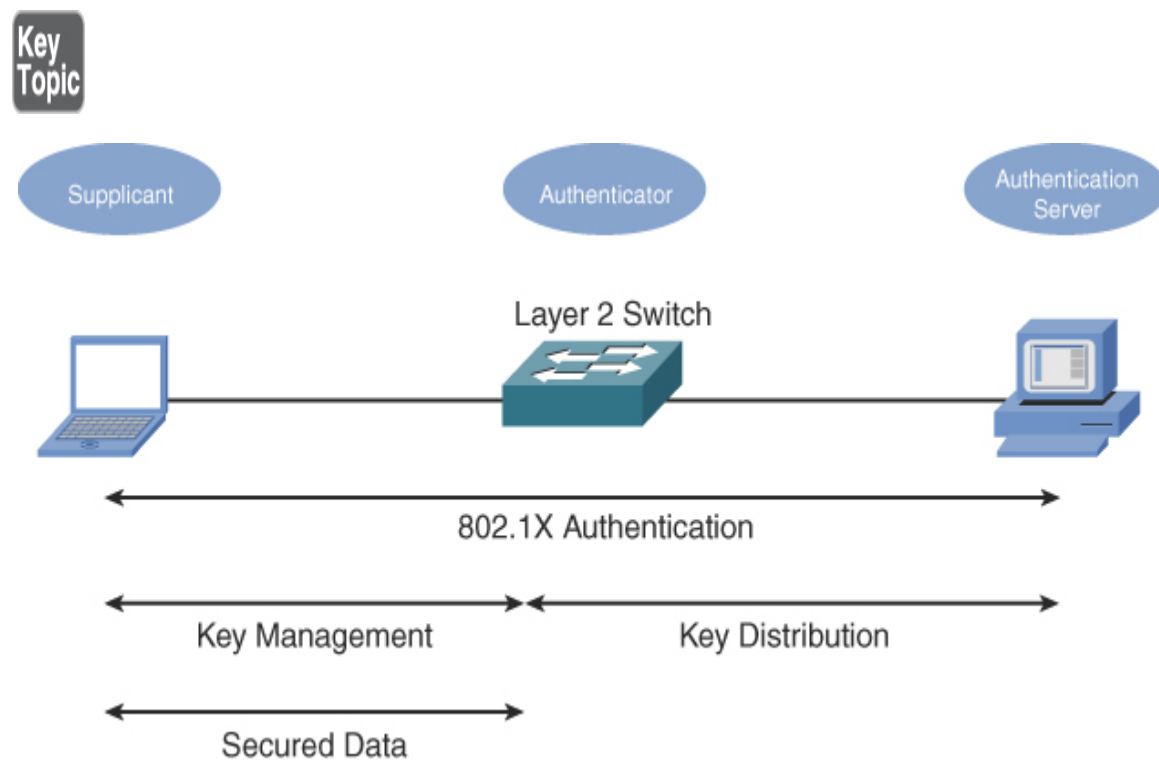 Key
Topic
Supplicant
Authenticator
Authentication
Server
Layer 2 Switch
802.1X Authentication
Key Management
Key Distribution
Secured Data